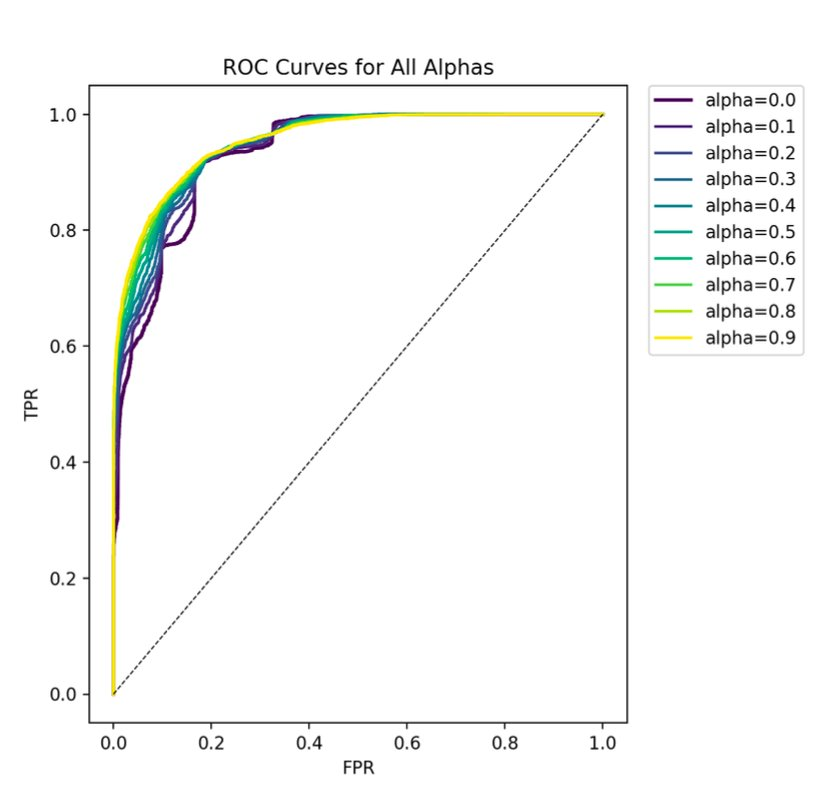 ROC Curves for All Alphas
1.0
0.8
0.6
0.4
0.2
0.0
TPR
0.0 0.2 0.4 0.6 0.8 1.0
FPR
alpha=0.0
alpha=0.1
alpha=0.2
alpha=0.3
alpha=0.4
alpha=0.5
alpha=0.6
alpha=0.7
alpha=0.8
alpha=0.9